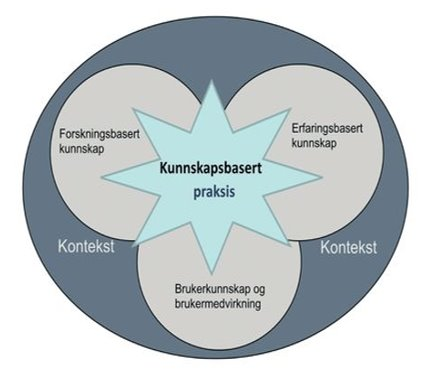 Forskningsbasert
kunnskap
Erfaringsbasert
kunnskap
Kunnskapsbasert
praksis
Kontekst
Kontekst
Brukerkunnskap og
brukermedvirkning